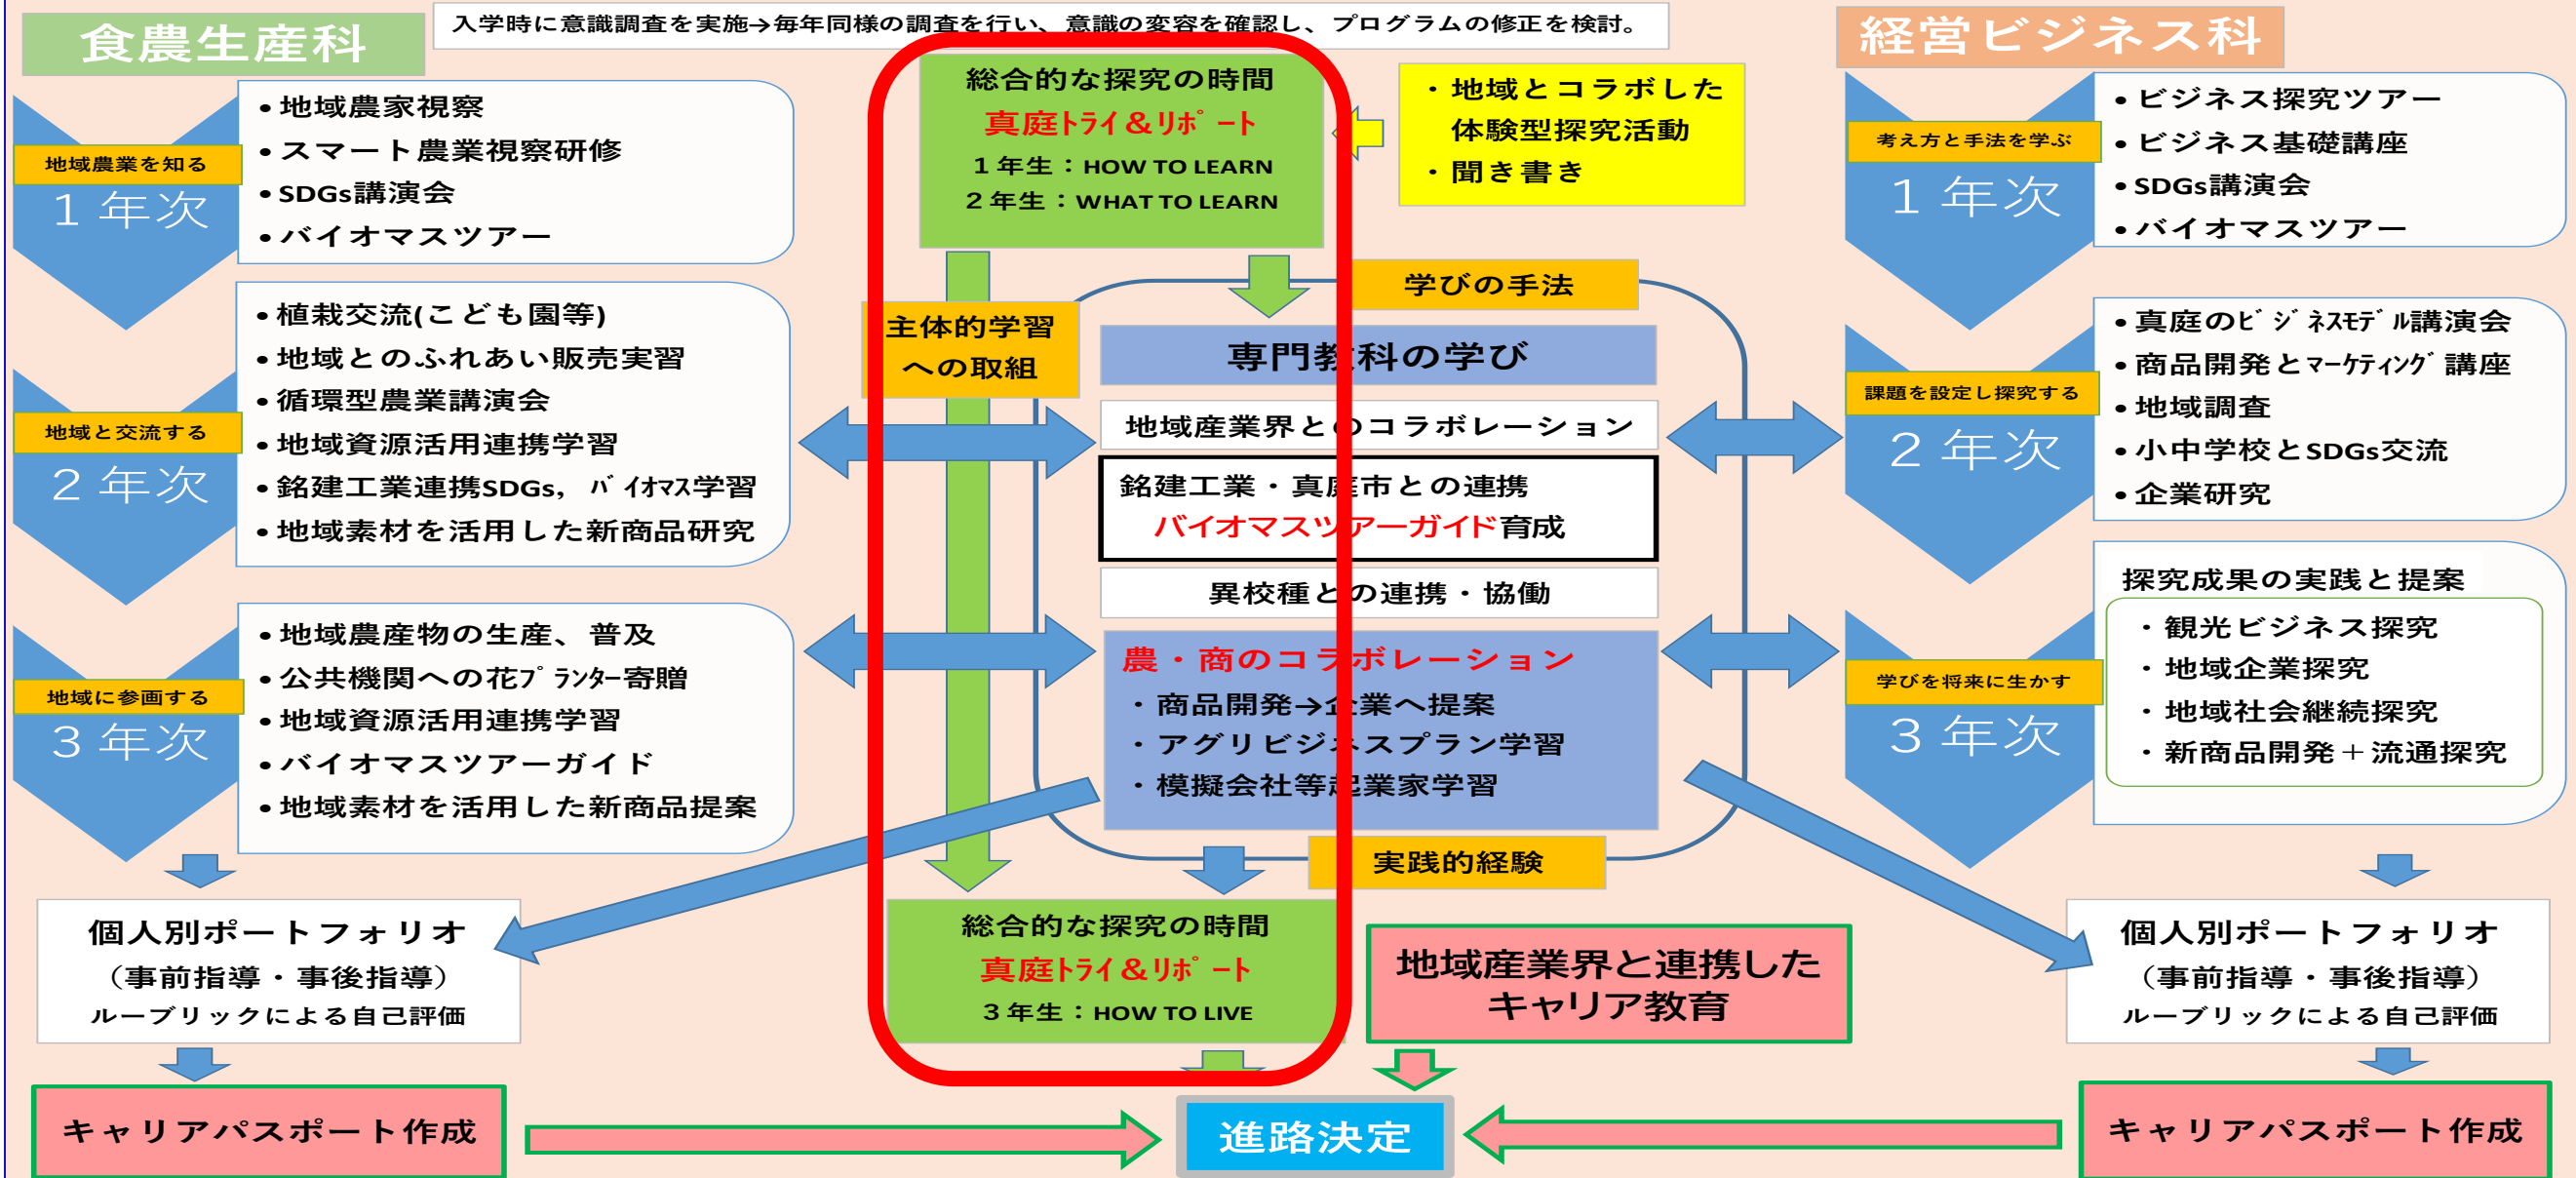 食農生産科
入学時に意識調査を実施→毎年同様の調査を行い、意識の変容を確認し、プログラムの修正を検討。
経営ビジネス科
地域農業を知る
1年次
•地域農家視察
•スマート農業視察研修
•SDGs講演会
•バイオマスツアー
地域と交流する
2年次
•植栽交流(こども園等)
•地域とのふれあい販売実習
•循環型農業講演会
•地域資源活用連携学習
•銘建工業連携SDGs，バイオマス学習
•地域素材を活用した新商品研究
地域に参画する
3年次
•地域農産物の生産、普及
•公共機関への花プランター寄贈
•地域資源活用連携学習
•バイオマスツアーガイド
•地域素材を活用した新商品提案
個人別ポートフォリオ
（事前指導・事後指導）
ルーブリックによる自己評価
キャリアパスポート作成
総合的な探究の時間
真庭トライ＆リポート
1年生：HOW TO LEARN
2年生：WHAT TO LEARN
・地域とコラボした
体験型探究活動
・聞き書き
主体的学習
への取組
学びの手法
専門教科の学び
地域産業界とのコラボレーション
銘建工業・真庭市との連携
バイオマスツアーガイド育成
異校種との連携・協働
農・商のコラボレーション
・商品開発→企業へ提案
・アグリビジネスプラン学習
・模擬会社等起業家学習
実践的経験
総合的な探究の時間
真庭トライ＆リポート
3年生：HOW TO LIVE
地域産業界と連携した
キャリア教育
進路決定
考え方と手法を学ぶ
1年次
•ビジネス探究ツアー
•ビジネス基礎講座
•SDGs講演会
•バイオマスツアー
課題を設定し探究する
2年次
•真庭のビジネスモデル講演会
•商品開発とマーケティング講座
•地域調査
•小中学校とSDGs交流
•企業研究
学びを将来に生かす
3年次
探究成果の実践と提案
・観光ビジネス探究
・地域企業探究
・地域社会継続探究
・新商品開発＋流通探究
個人別ポートフォリオ
（事前指導・事後指導）
ルーブリックによる自己評価
キャリアパスポート作成